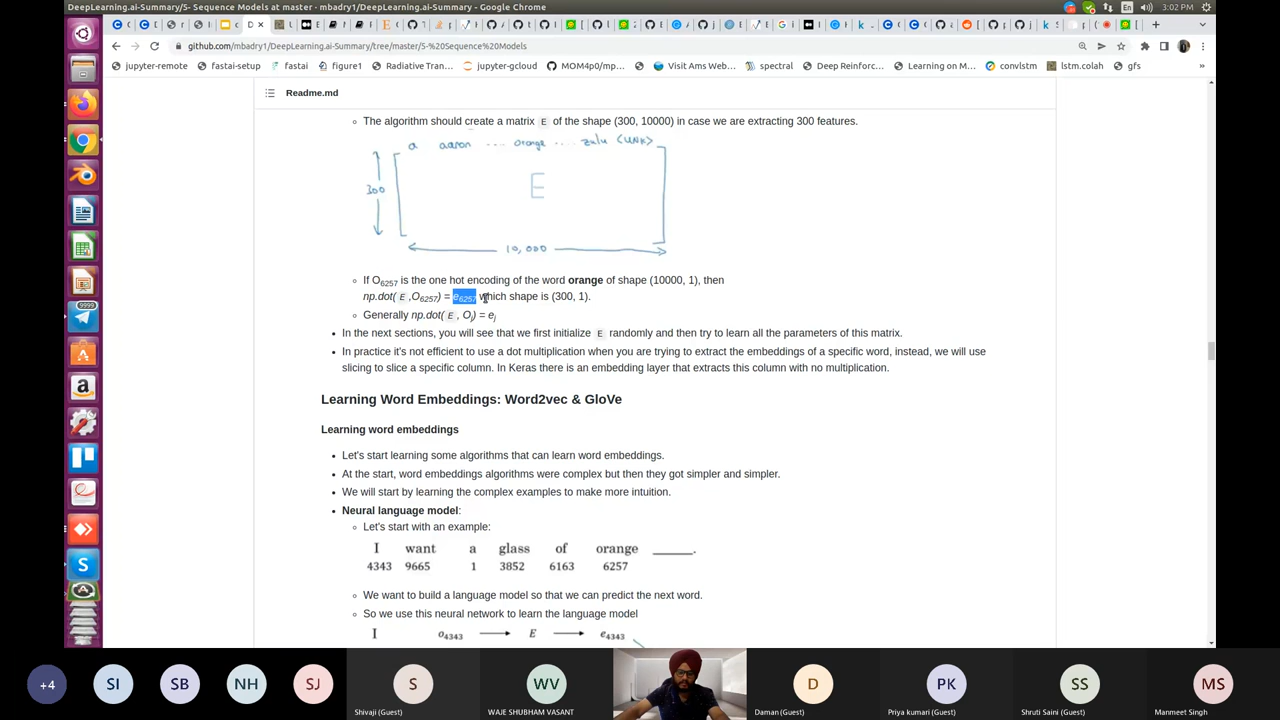 5- Sequence Models at master · mbadry1/DeepLearning.ai-Summary - Google Chrome
En
3:02 PM
github.com/mbadry1/DeepLearning.ai-Summary/tree/master/5-%20Sequence%20Models
jupyter-remote fastai-setup fastai figure1 Radiative Tran... jupyter-gcloud MOM4p0/mp... Visit Ams Web... spectral Deep Reinforc... Learning on M... convlstm lstm.colah gfs »
Readme.md
The algorithm should create a matrix E of the shape (300, 10000) in case we are extracting 300 features.
a aaron .... orange .... zulu <UNK>
300
E
10,000
If O6257 is the one hot encoding of the word orange of shape (10000, 1), then
np.dot( E ,O6257) = e6257 which shape is (300, 1).
Generally np.dot( E , Oj) = ej
In the next sections, you will see that we first initialize E randomly and then try to learn all the parameters of this matrix.
In practice it's not efficient to use a dot multiplication when you are trying to extract the embeddings of a specific word, instead, we will use
slicing to slice a specific column. In Keras there is an embedding layer that extracts this column with no multiplication.
Learning Word Embeddings: Word2vec & GloVe
Learning word embeddings
Let's start learning some algorithms that can learn word embeddings.
At the start, word embeddings algorithms were complex but then they got simpler and simpler.
We will start by learning the complex examples to make more intuition.
Neural language model:
Let's start with an example:
I want a glass of orange ______.
4343 9665 1 3852 6163 6257
We want to build a language model so that we can predict the next word.
So we use this neural network to learn the language model
I o4343 → E → e4343
+4 SI SB NH SJ S WV D PK SS MS
Shivaji (Guest) WAJE SHUBHAM VASANT Daman (Guest) Priya kumari (Guest) Shruti Saini (Guest) Manmeet Singh